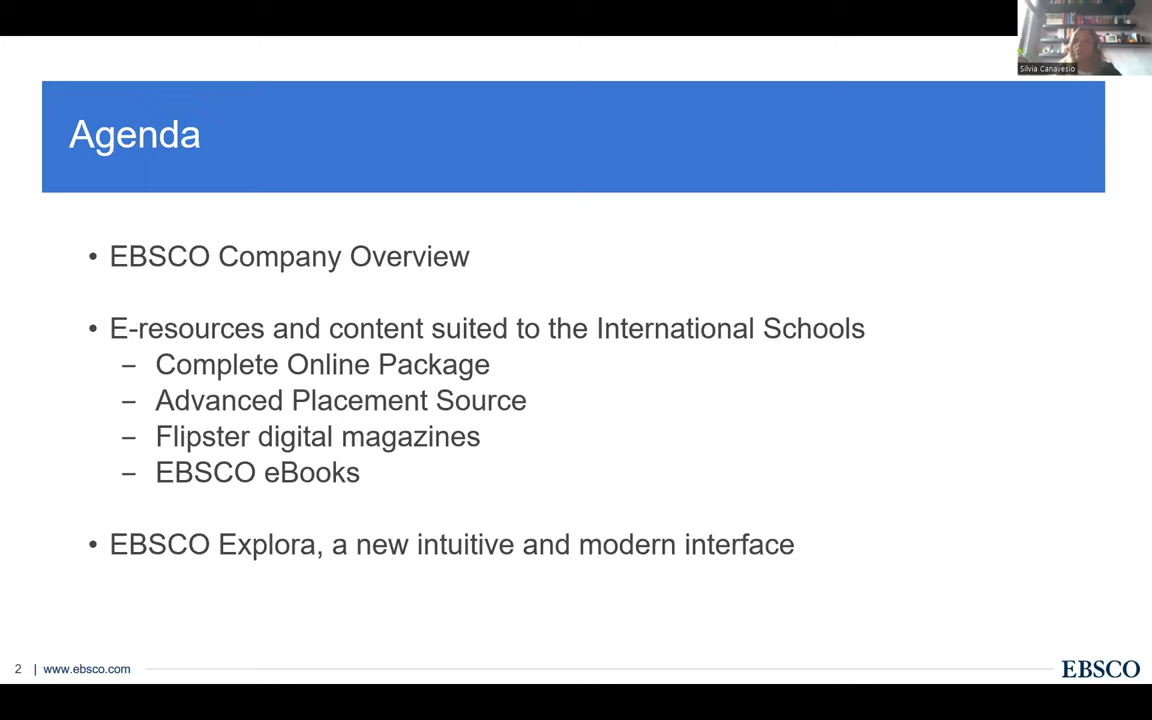 Silvia Canavesio
Agenda
• EBSCO Company Overview
• E-resources and content suited to the International Schools
– Complete Online Package
– Advanced Placement Source
– Flipster digital magazines
– EBSCO eBooks
• EBSCO Explora, a new intuitive and modern interface
2 | www.ebsco.com
EBSCO